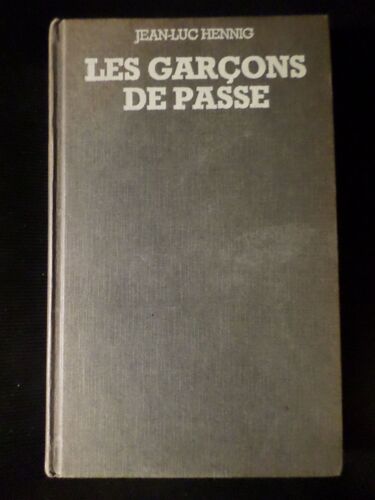 JEAN-LUC HENNIG
LES GARÇONS
DE PASSE